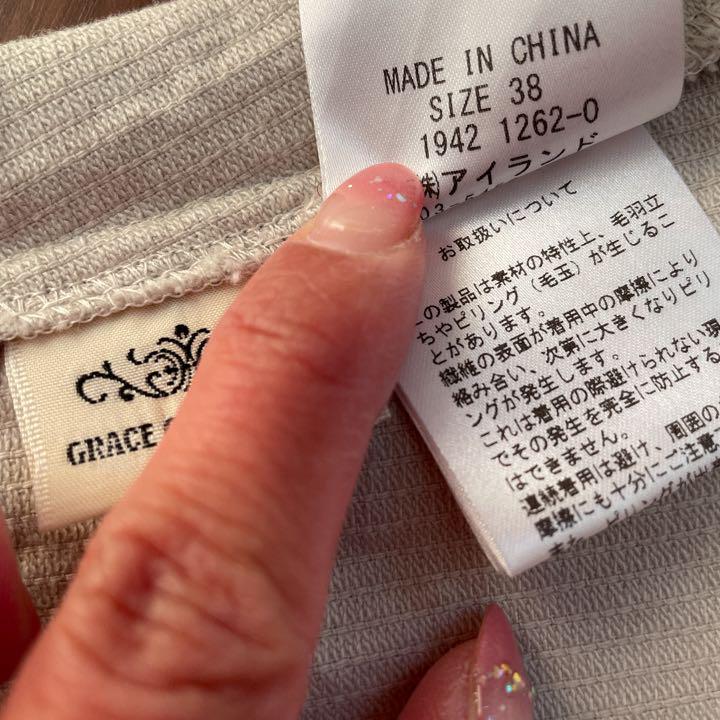 MADE IN CHINA
SIZE 38
1942 1262-0
㈱アイランド
お取扱いについて
この製品は素材の特性上、毛羽立
ちやピリング（毛玉）が生じるこ
とがあります。
繊維の表面が着用中の摩擦により
絡み合い、次第に大きくなりピリ
ングが発生します。
これは着用の際避けられない現
でその発生を完全に防止する
はできません。
連続着用は避け、周囲の
摩擦にも十分にご注意
GRACE